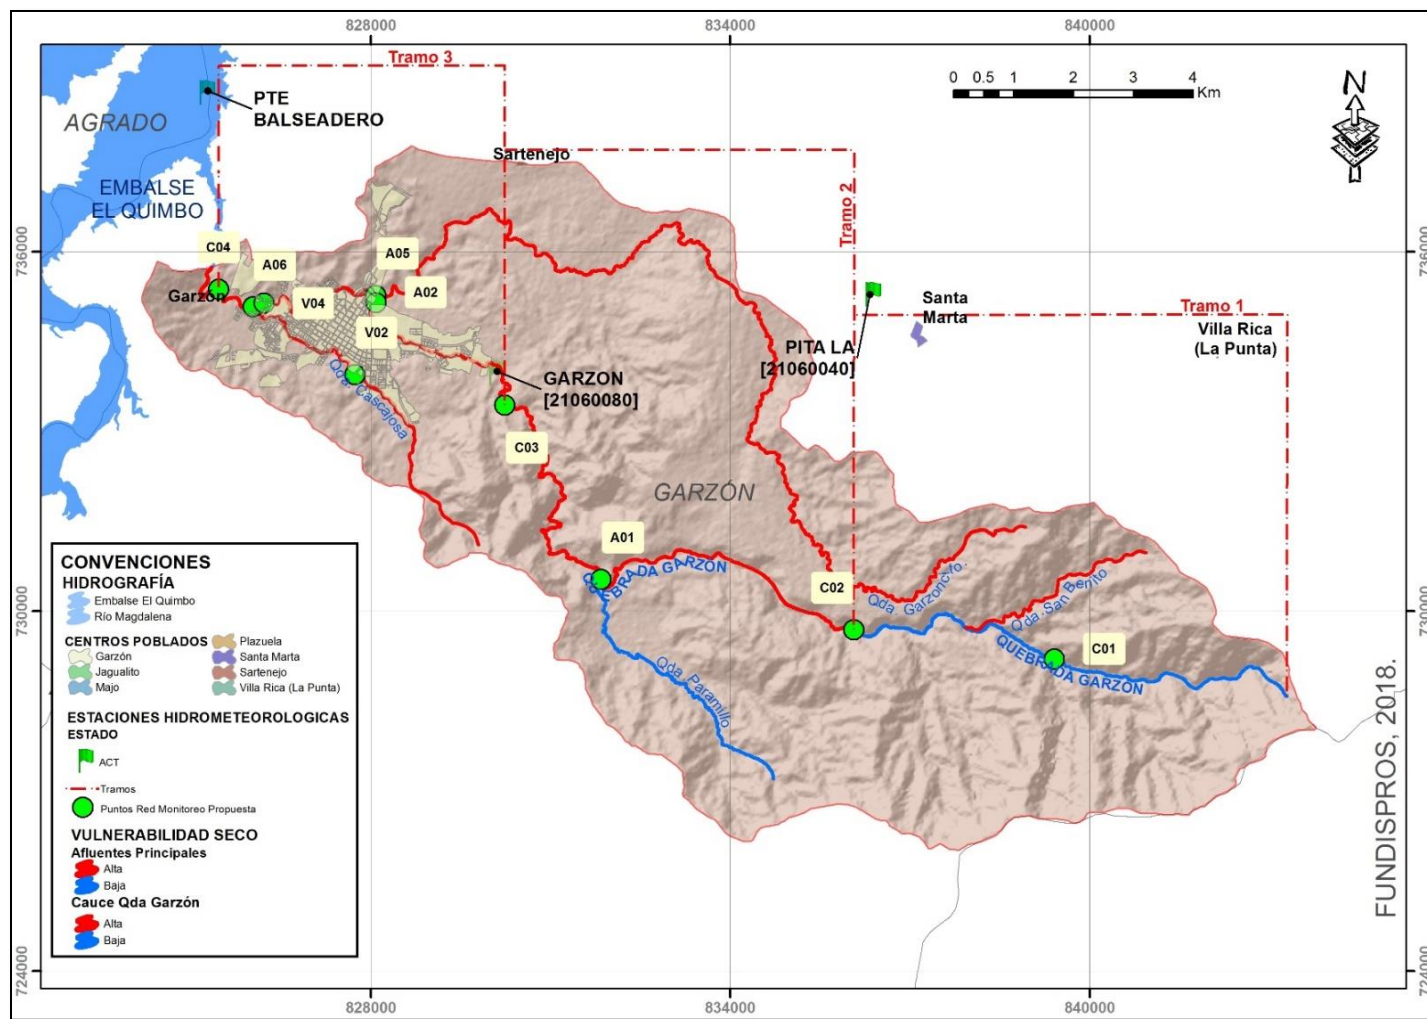 828000
834000
840000
Tramo 3
0 0.5 1 2 3 4
Km
N
PTE
BALSEADERO
AGRADO
Sartenejo
EMBALSE
EL QUIMBO
Tramo 2
736000
736000
C04
A05
A06
A02
Garzón
V04
V02
Santa
Marta
Tramo 1
Villa Rica
(La Punta)
PITA LA
[21060040]
GARZON
[21060080]
Qda. Cascajosa
C03
GARZÓN
A01
QUEBRADA GARZÓN
C02
Qda. Garzoncito.
Qda. San Benito
730000
730000
C01
QUEBRADA GARZÓN
Qda. Paramillo
CONVENCIONES
HIDROGRAFÍA
Embalse El Quimbo
Río Magdalena
CENTROS POBLADOS
Garzón
Jagualito
Majo
Plazuela
Santa Marta
Sartenejo
Villa Rica (La Punta)
ESTACIONES HIDROMETEOROLOGICAS
ESTADO
ACT
Tramos
Puntos Red Monitoreo Propuesta
VULNERABILIDAD SECO
Afluentes Principales
Alta
Baja
Cauce Qda Garzón
Alta
Baja
FUNDISPROS, 2018.
724000
724000
828000
834000
840000